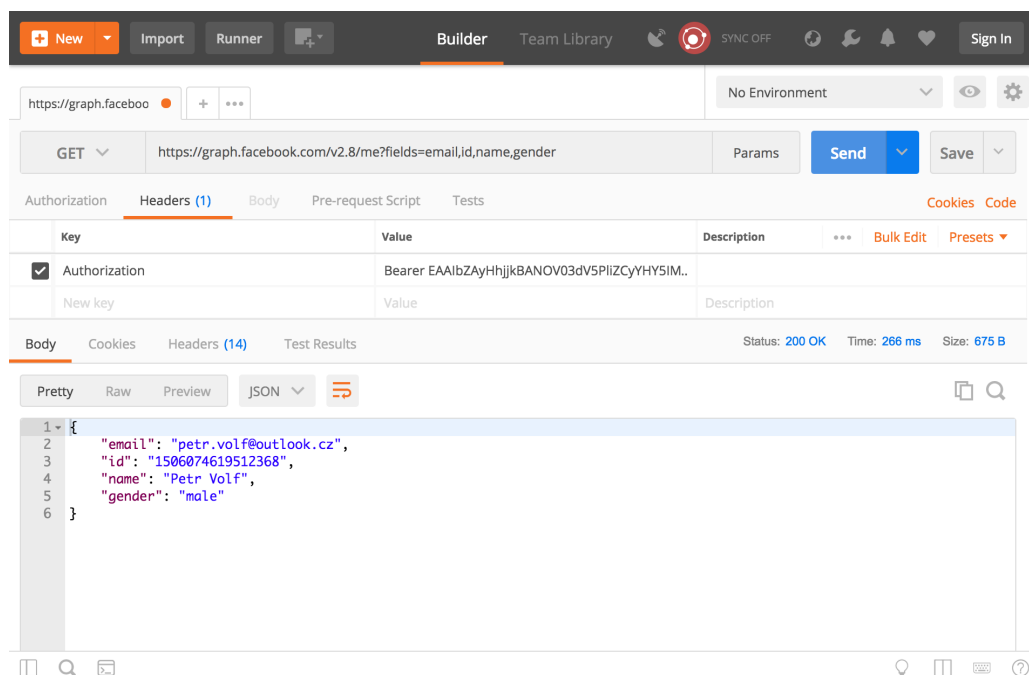 New Import Runner Builder Team Library SYNC OFF Sign In
https://graph.faceboo + ••• No Environment
GET https://graph.facebook.com/v2.8/me?fields=email,id,name,gender Params Send Save
Authorization Headers (1) Body Pre-request Script Tests Cookies Code
Key Value Description ••• Bulk Edit Presets
Authorization Bearer EAAIbZAyHhjjkBANOV03dV5PliZCyYHY5IM..
New key Value Description
Body Cookies Headers (14) Test Results Status: 200 OK Time: 266 ms Size: 675 B
Pretty Raw Preview JSON
1 {
2 "email": "petr.volf@outlook.cz",
3 "id": "1506074619512368",
4 "name": "Petr Volf",
5 "gender": "male"
6 }